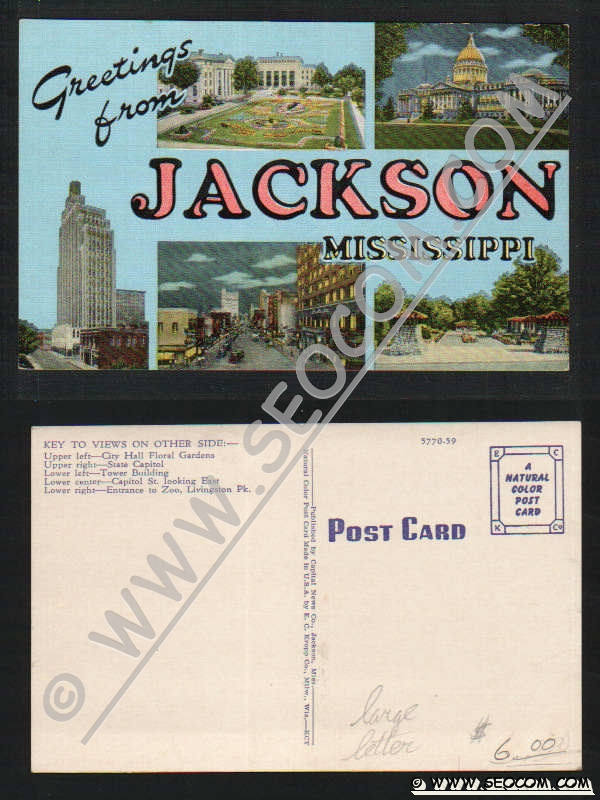 Greetings
from
JACKSON
MISSISSIPPI
KEY TO VIEWS ON OTHER SIDE:—
Upper left—City Hall Floral Gardens
Upper right—State Capitol
Lower left—Tower Building
Lower center—Capitol St. looking East
Lower right—Entrance to Zoo, Livingston Pk.
Published by Capital News Co., Jackson, Miss.
Natural Color Post Card Made in U.S.A. by E. C. Kropp Co., Milw., Wis.—KCT
5770-59
POST CARD
E C
A
NATURAL
COLOR
POST
CARD
K Co
large
letter
$ 6.00
© WWW.SEOCOM.COM
© WWW.SEOCOM.COM